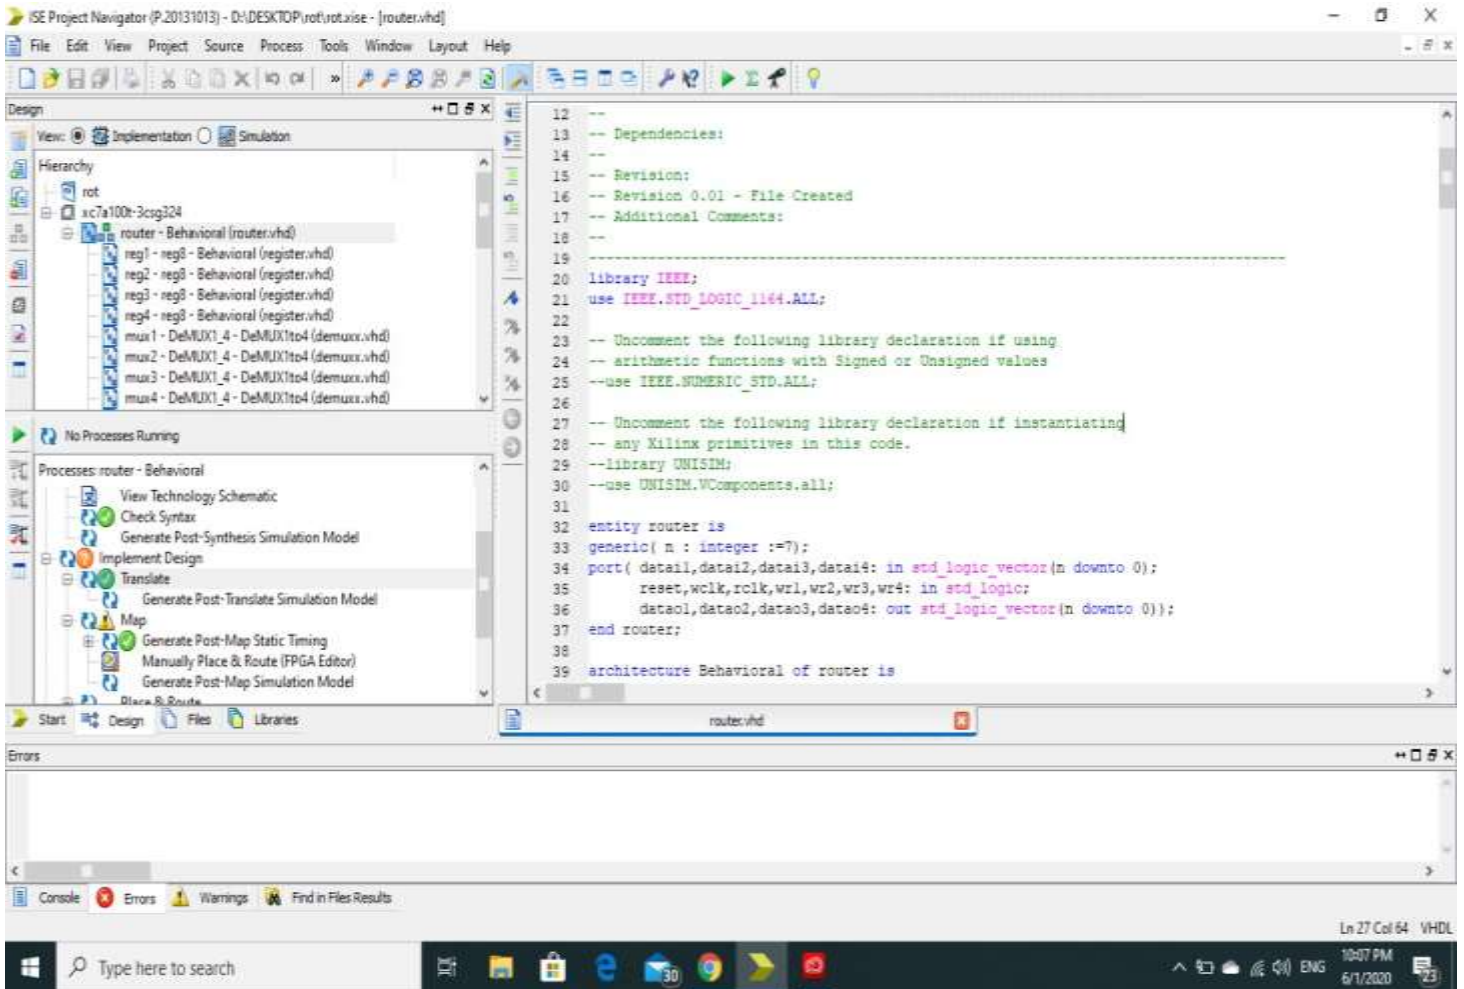 ISE Project Navigator (P.20131013) - D:\DESKTOP\rot\rot.xise - [router.vhd]
File Edit View Project Source Process Tools Window Layout Help
Design
View: Implementation Simulation
Hierarchy
rot
xc7a100t-3csg324
router - Behavioral (router.vhd)
reg1 - reg8 - Behavioral (register.vhd)
reg2 - reg8 - Behavioral (register.vhd)
reg3 - reg8 - Behavioral (register.vhd)
reg4 - reg8 - Behavioral (register.vhd)
mux1 - DeMUX1_4 - DeMUX1to4 (demuxx.vhd)
mux2 - DeMUX1_4 - DeMUX1to4 (demuxx.vhd)
mux3 - DeMUX1_4 - DeMUX1to4 (demuxx.vhd)
mux4 - DeMUX1_4 - DeMUX1to4 (demuxx.vhd)
No Processes Running
Processes: router - Behavioral
View Technology Schematic
Check Syntax
Generate Post-Synthesis Simulation Model
Implement Design
Translate
Generate Post-Translate Simulation Model
Map
Generate Post-Map Static Timing
Manually Place & Route (FPGA Editor)
Generate Post-Map Simulation Model
Place & Route
Start Design Files Libraries
12 --
13 -- Dependencies:
14 --
15 -- Revision:
16 -- Revision 0.01 - File Created
17 -- Additional Comments:
18 --
19 ----------------------------------------------------------------------------------
20 library IEEE;
21 use IEEE.STD_LOGIC_1164.ALL;
22
23 -- Uncomment the following library declaration if using
24 -- arithmetic functions with Signed or Unsigned values
25 --use IEEE.NUMERIC_STD.ALL;
26
27 -- Uncomment the following library declaration if instantiating
28 -- any Xilinx primitives in this code.
29 --library UNISIM;
30 --use UNISIM.VComponents.all;
31
32 entity router is
33 generic( n : integer :=7);
34 port( datai1,datai2,datai3,datai4: in std_logic_vector(n downto 0);
35 reset,wclk,rclk,wr1,wr2,wr3,wr4: in std_logic;
36 datao1,datao2,datao3,datao4: out std_logic_vector(n downto 0));
37 end router;
38
39 architecture Behavioral of router is
router.vhd
Errors
Console Errors Warnings Find in Files Results
Ln 27 Col 64 VHDL
Type here to search
30
ENG
10:07 PM
6/1/2020
23